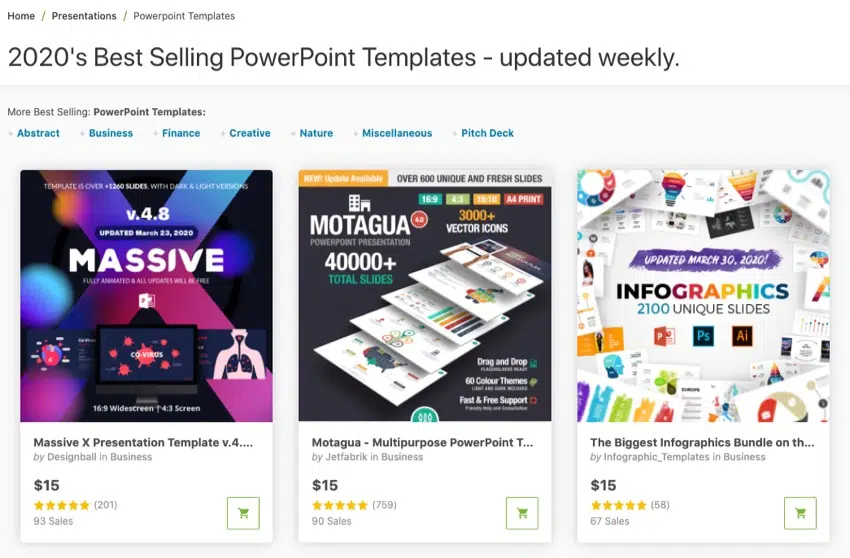 Home / Presentations / Powerpoint Templates
2020's Best Selling PowerPoint Templates - updated weekly.
More Best Selling: PowerPoint Templates:
+ Abstract + Business + Finance + Creative + Nature + Miscellaneous + Pitch Deck
TEMPLATE IS OVER +1260 SLIDES, WITH DARK & LIGHT VERSIONS
v.4.8
UPDATED March 23, 2020
MASSIVE
FULLY ANIMATED & ALL UPDATES WILL BE FREE
CO-VIRUS
16:9 Widescreen | 4:3 Screen
Massive X Presentation Template v.4....
by Designball in Business
$15
(201)
93 Sales
NEW! Update Available
OVER 600 UNIQUE AND FRESH SLIDES
16:9 4:3 16:10 A4 PRINT
MOTAGUA 4.0
POWERPOINT PRESENTATION
3000+
VECTOR ICONS
40000+
TOTAL SLIDES
Drag and Drop
PLACEHOLDERS READY
60 Colour Themes
LIGHT AND DARK INCLUDED
Fast & Free Support
Friendly Help and Consultation
Motagua - Multipurpose PowerPoint T...
by Jetfabrik in Business
$15
(759)
90 Sales
UPDATED MARCH 30, 2020!
INFOGRAPHICS
2100 UNIQUE SLIDES
P Ps Ai
EUROPE
The Biggest Infographics Bundle on th...
by Infographic_Templates in Business
$15
(58)
67 Sales